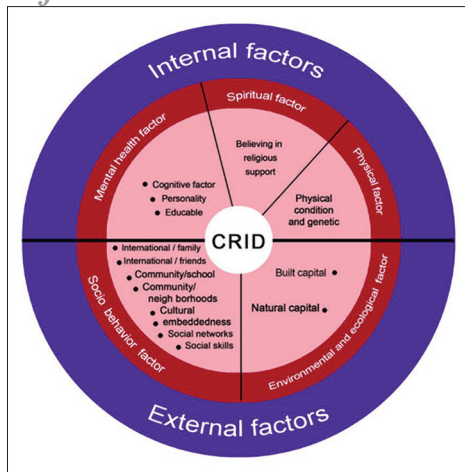 Internal factors
Mental health factor
Spiritual factor
Physical factor
Believing in
religious
support
Cognitive factor
Personality
Educable
Physical
condition
and genetic
CRID
International / family
International / friends
Community/school
Community/
neigh borhoods
Cultural
embeddedness
Social networks
Social skills
Built capital
Natural capital
Socio behavior factor
Environmental and ecological factor
External factors